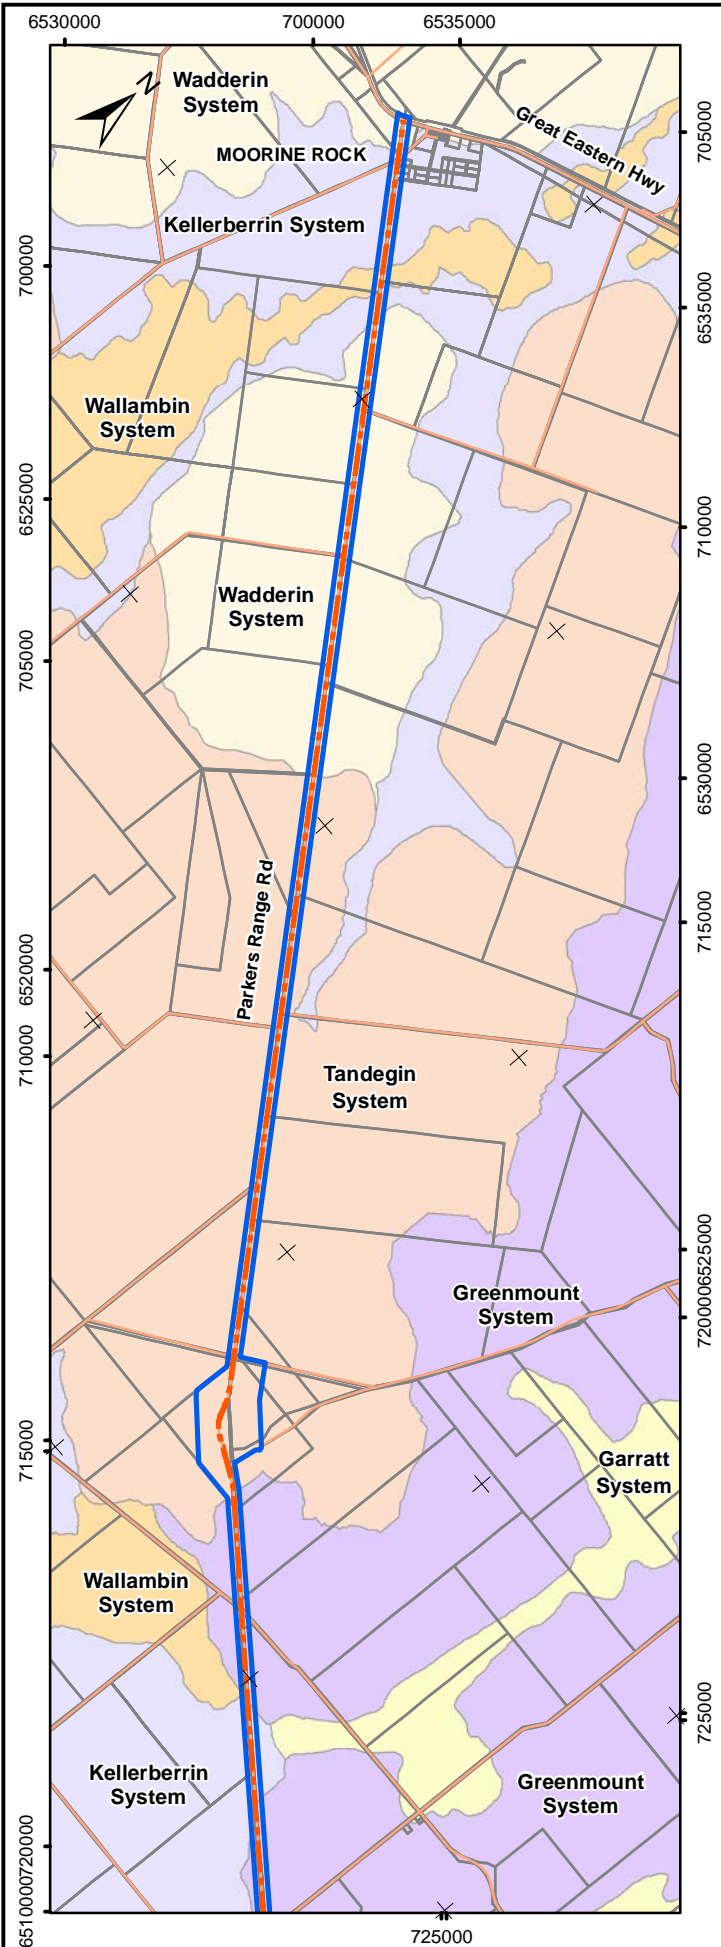 6530000
700000
6535000
N
Wadderin
System
MOORINE ROCK
Great Eastern Hwy
705000
Kellerberrin System
700000
6535000
Wallambin
System
6525000
710000
Wadderin
System
705000
6530000
Parkers Range Rd
715000
6520000
710000
Tandegin
System
6525000
720000
Greenmount
System
715000
Garratt
System
Wallambin
System
725000
Kellerberrin
System
Greenmount
System
720000
6510000
725000